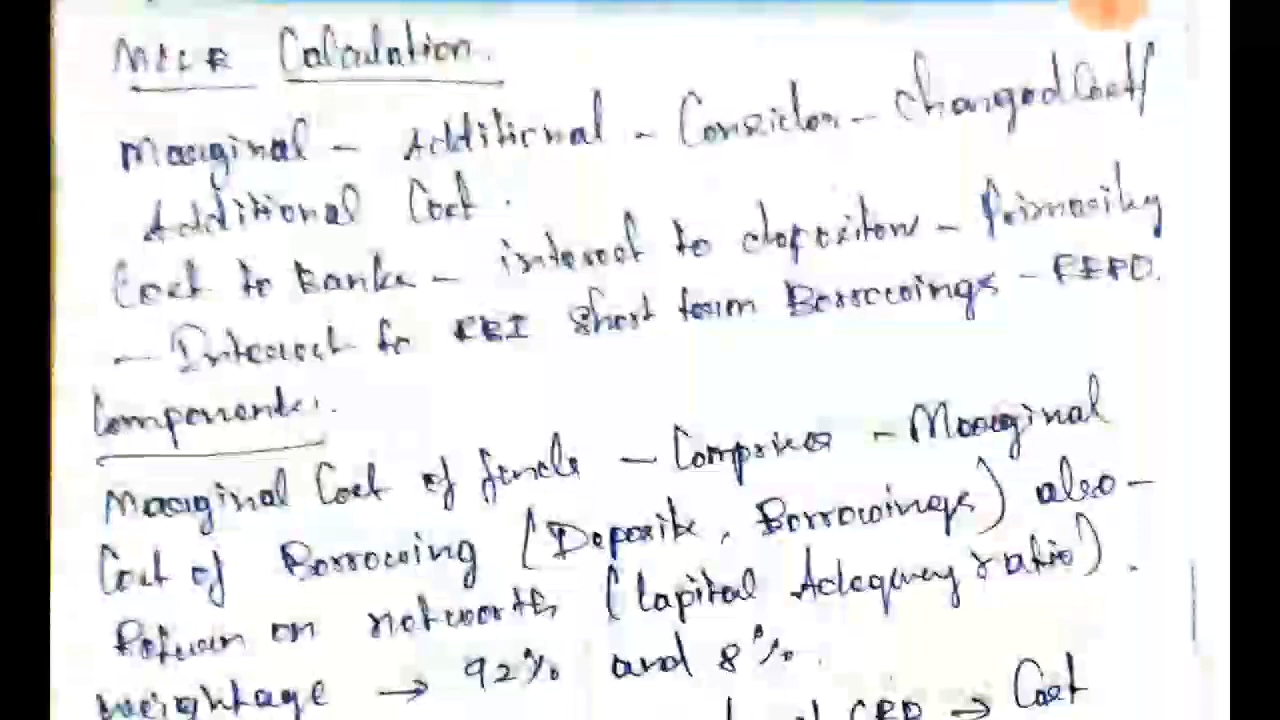 MCLR Calculation.
Marginal - Additional - Consider - Changed Cost/
Additional Cost.
Cost to Banks - interest to depositors - Primarily
- Interest to RBI Short term Borrowings - REPO.
Components.
Marginal Cost of funds - Comprises - Marginal
Cost of Borrowing (Deposits, Borrowings) also -
Return on networth (Capital Adequacy ratio).
Weightage → 92% and 8%.
CRR → Cost